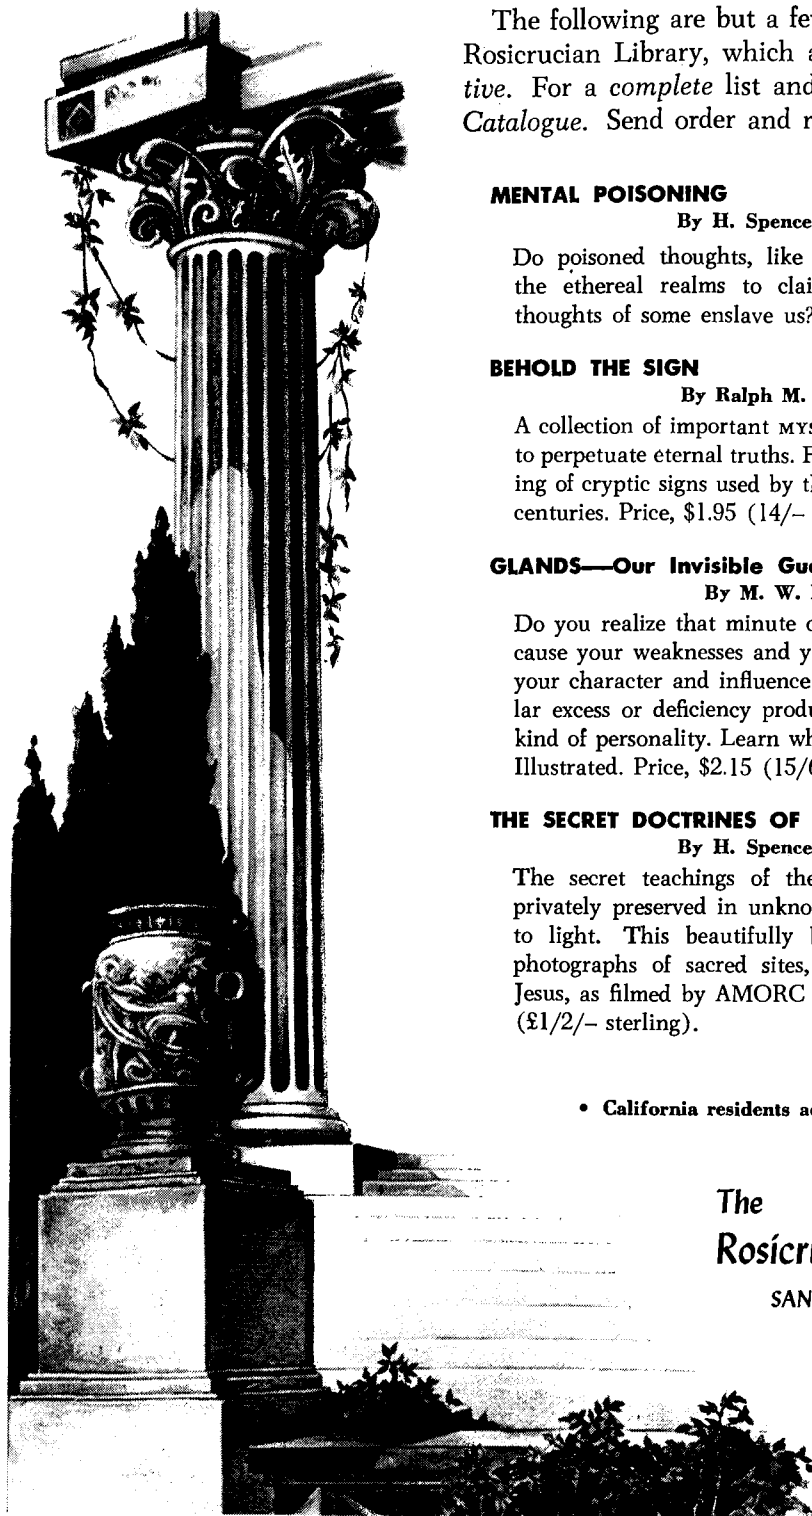 The following are but a few
Rosicrucian Library, which a
tive. For a complete list and
Catalogue. Send order and r
MENTAL POISONING
By H. Spence
Do poisoned thoughts, like
the ethereal realms to clai
thoughts of some enslave us?
BEHOLD THE SIGN
By Ralph M.
A collection of important MYS
to perpetuate eternal truths. F
ing of cryptic signs used by th
centuries. Price, $1.95 (14/–
GLANDS—Our Invisible Gua
By M. W.
Do you realize that minute o
cause your weaknesses and y
your character and influence
lar excess or deficiency produ
kind of personality. Learn wh
Illustrated. Price, $2.15 (15/6
THE SECRET DOCTRINES OF
By H. Spence
The secret teachings of the
privately preserved in unkno
to light. This beautifully
photographs of sacred sites,
Jesus, as filmed by AMORC
(£1/2/– sterling).
• California residents a
The
Rosicru
SAN